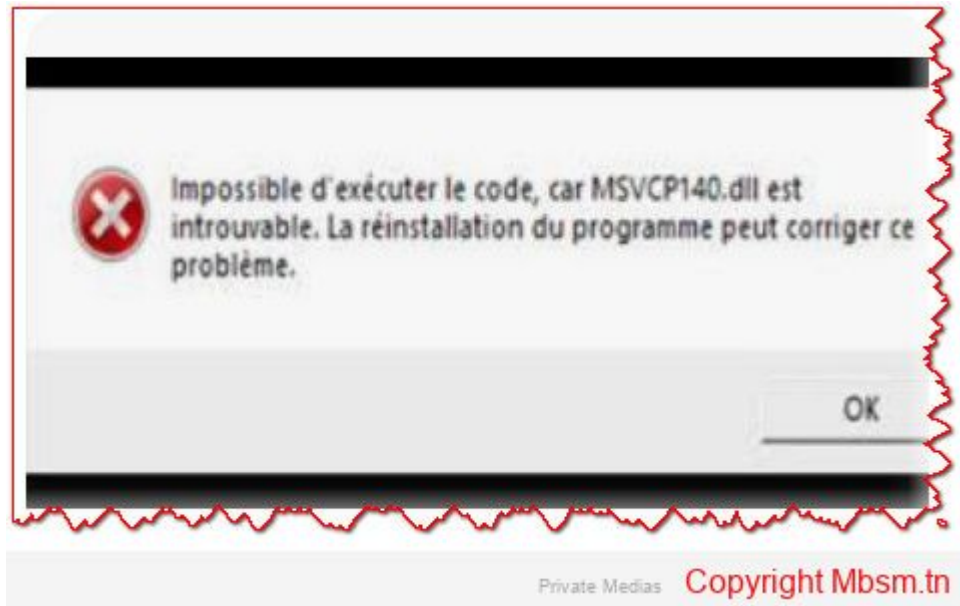 Impossible d'exécuter le code, car MSVCP140.dll est
introuvable. La réinstallation du programme peut corriger ce
problème.
OK
Private Medias Copyright Mbsm.tn